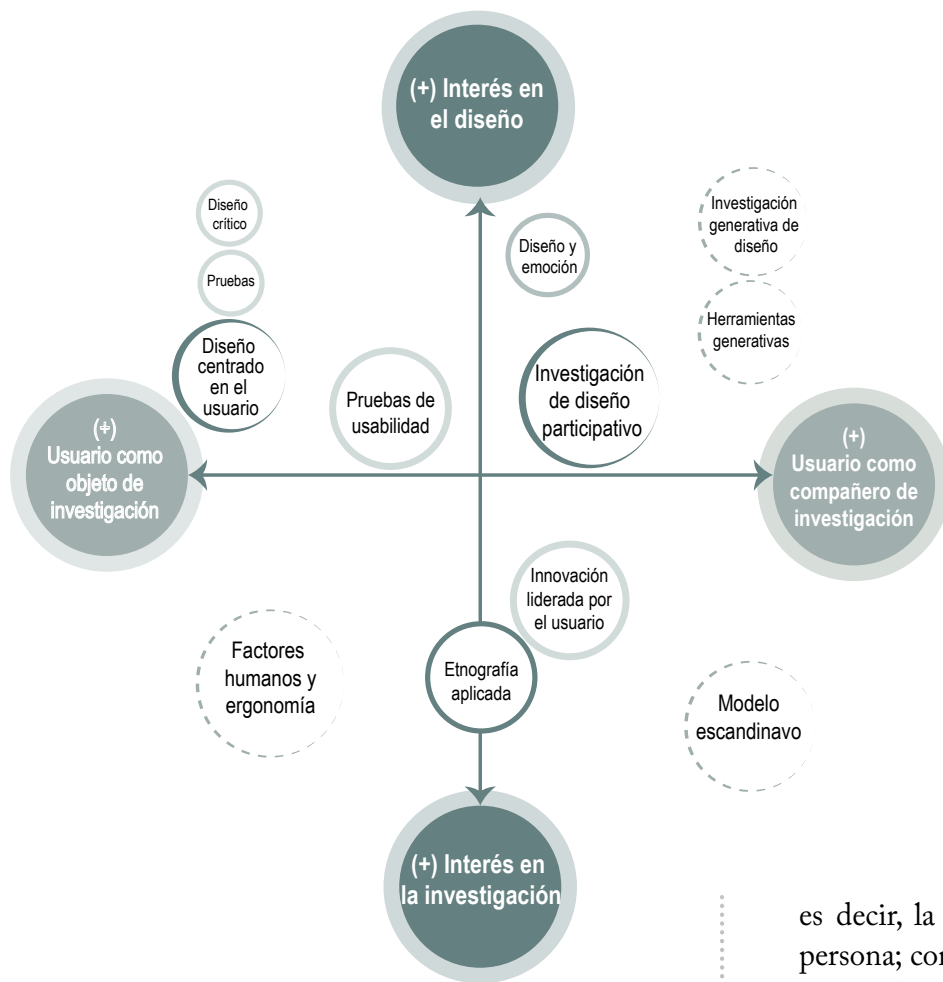 (+) Interés en
el diseño
Diseño
crítico
Pruebas
Diseño
centrado
en el
usuario
Diseño y
emoción
Investigación
generativa de
diseño
Herramientas
generativas
Pruebas de
usabilidad
Investigación
de diseño
participativo
(+)
Usuario como
objeto de
investigación
(+)
Usuario como
compañero de
investigación
Innovación
liderada por
el usuario
Factores
humanos y
ergonomía
Etnografía
aplicada
Modelo
escandinavo
(+) Interés en
la investigación
es decir, la
persona;